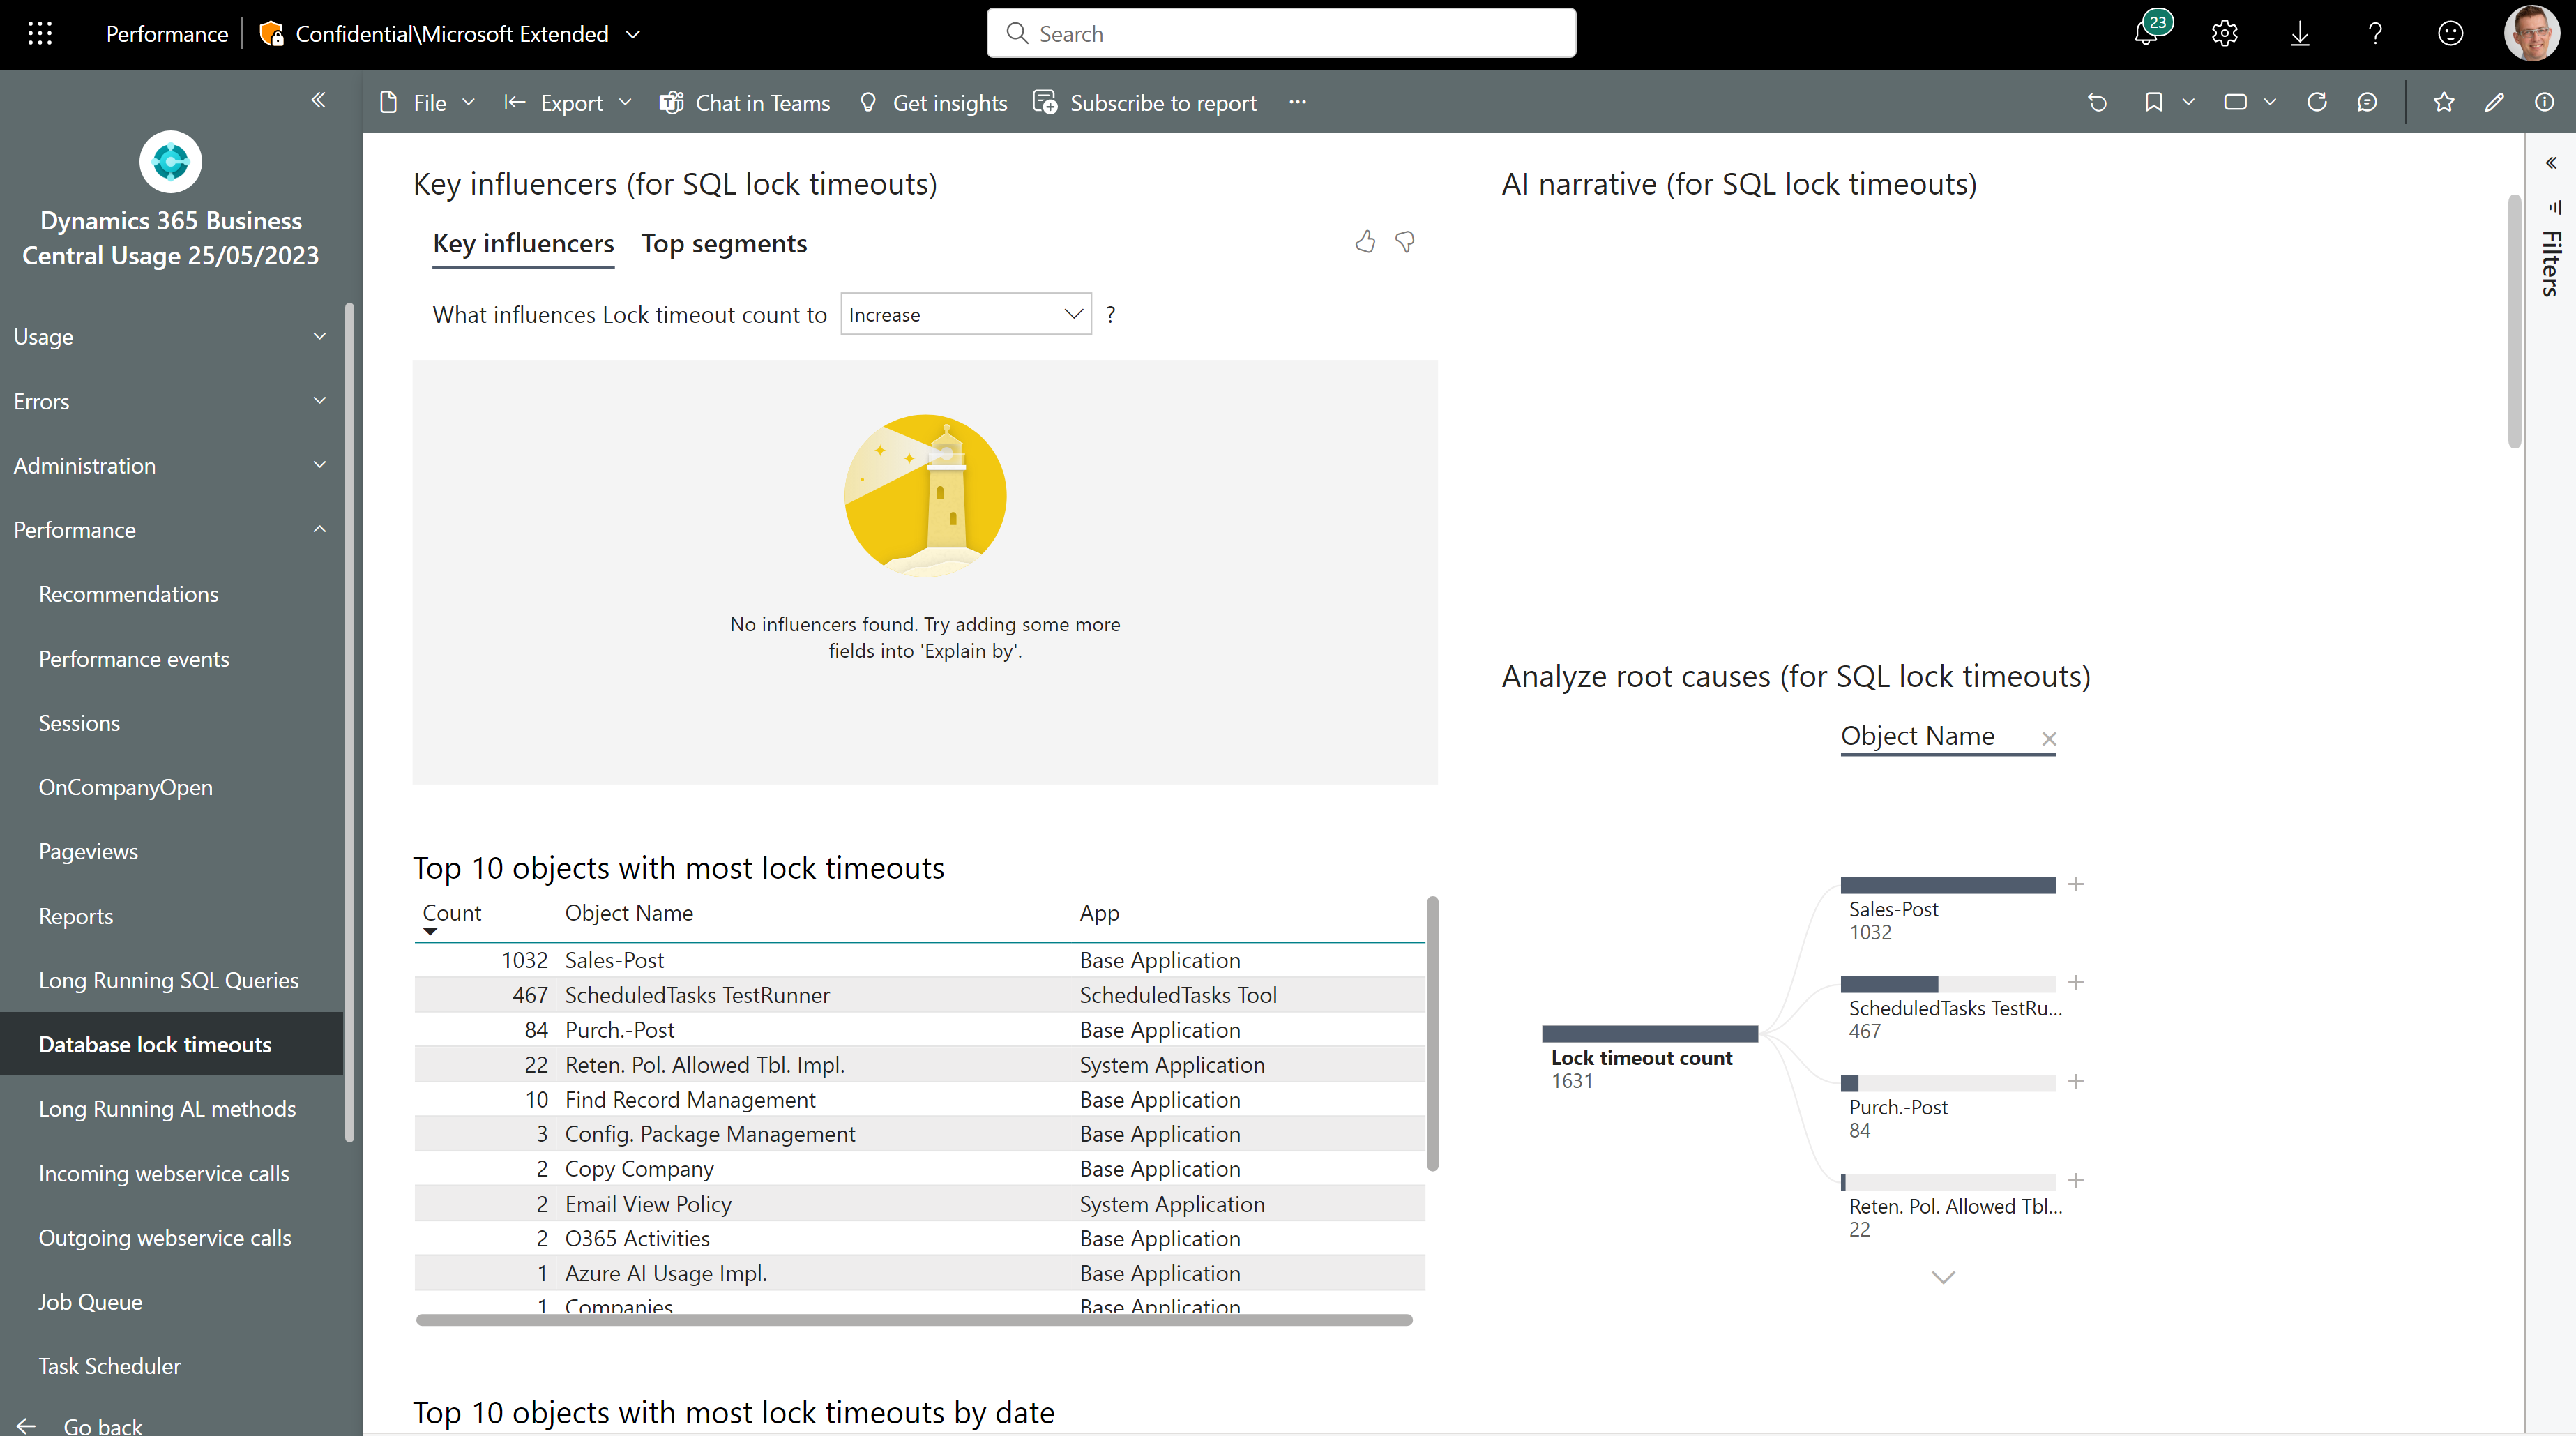 Performance
Confidential\Microsoft Extended
Search
23
File
Export
Chat in Teams
Get insights
Subscribe to report
Dynamics 365 Business
Central Usage 25/05/2023
Usage
Errors
Administration
Performance
Recommendations
Performance events
Sessions
OnCompanyOpen
Pageviews
Reports
Long Running SQL Queries
Database lock timeouts
Long Running AL methods
Incoming webservice calls
Outgoing webservice calls
Job Queue
Task Scheduler
Go back
Key influencers (for SQL lock timeouts)
Key influencers Top segments
What influences Lock timeout count to Increase ?
No influencers found. Try adding some more
fields into 'Explain by'.
Top 10 objects with most lock timeouts
Count Object Name App
1032 Sales-Post Base Application
467 ScheduledTasks TestRunner ScheduledTasks Tool
84 Purch.-Post Base Application
22 Reten. Pol. Allowed Tbl. Impl. System Application
10 Find Record Management Base Application
3 Config. Package Management Base Application
2 Copy Company Base Application
2 Email View Policy System Application
2 O365 Activities Base Application
1 Azure AI Usage Impl. Base Application
1 Companies Base Application
Top 10 objects with most lock timeouts by date
AI narrative (for SQL lock timeouts)
Analyze root causes (for SQL lock timeouts)
Object Name
Lock timeout count
1631
Sales-Post
1032
ScheduledTasks TestRu...
467
Purch.-Post
84
Reten. Pol. Allowed Tbl...
22
Filters